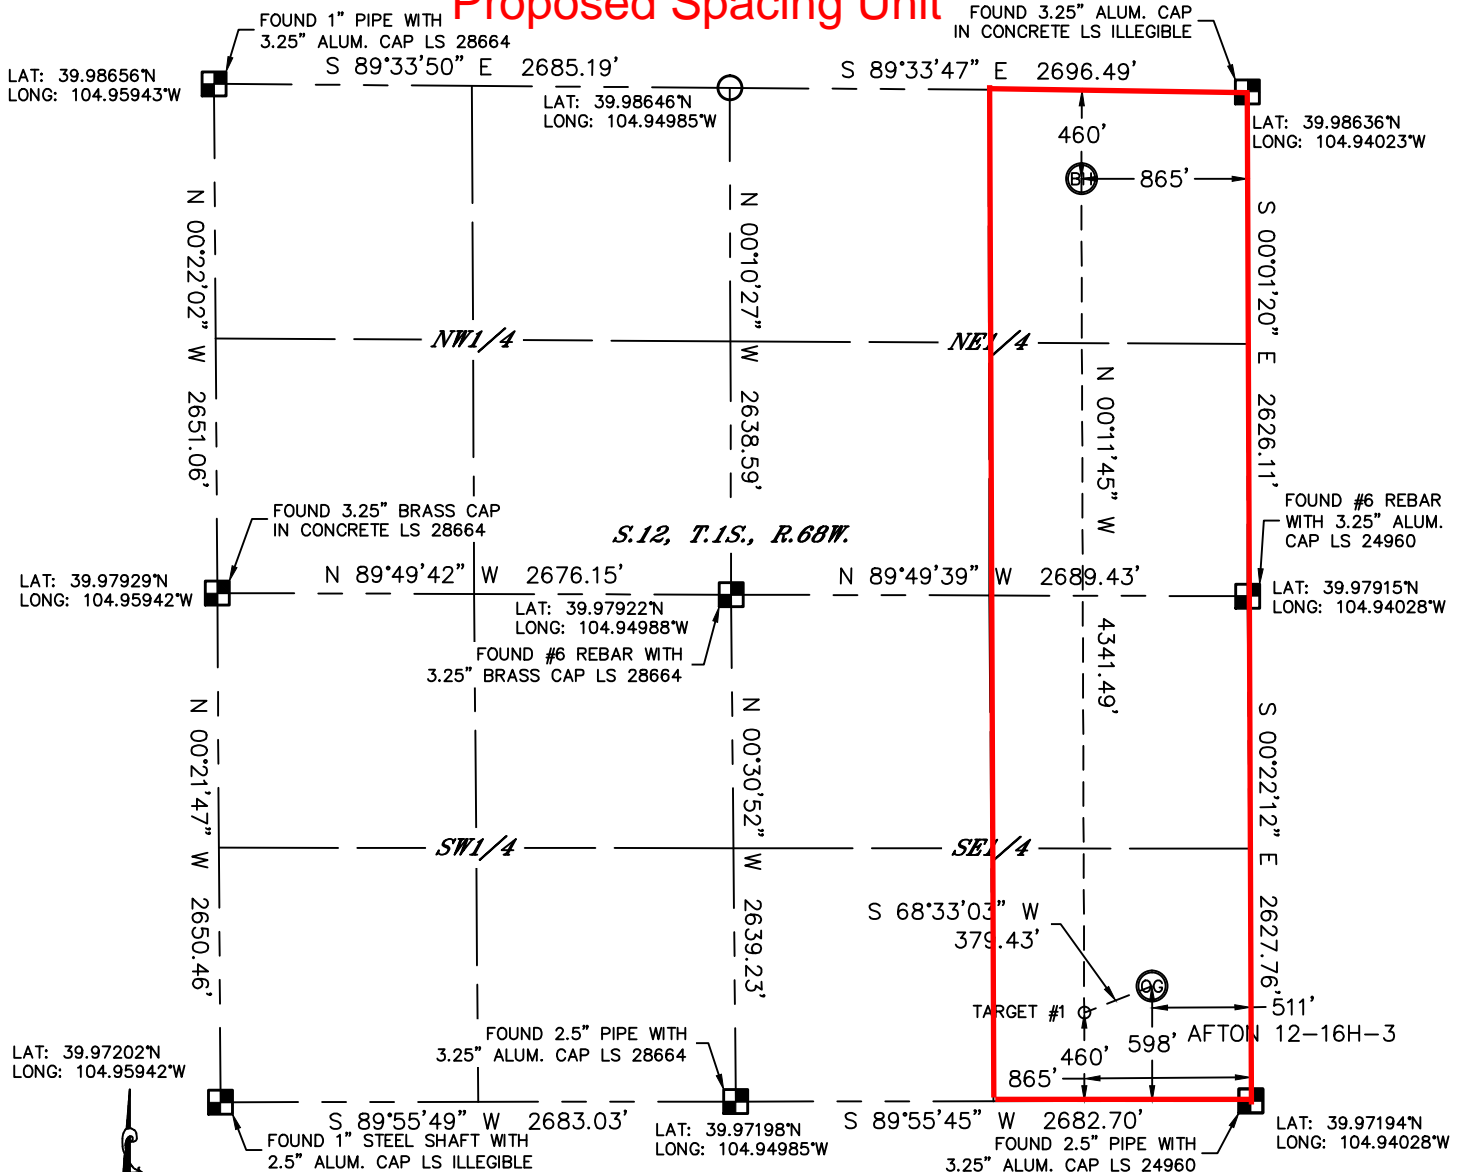 Proposed Spacing Unit
FOUND 1" PIPE WITH
3.25" ALUM. CAP LS 28664
FOUND 3.25" ALUM. CAP
IN CONCRETE LS ILLEGIBLE
LAT: 39.98656°N
LONG: 104.95943°W
S 89°33'50" E 2685.19'
S 89°33'47" E 2696.49'
LAT: 39.98646°N
LONG: 104.94985°W
LAT: 39.98636°N
LONG: 104.94023°W
460'
BH
865'
N 00°22'02" W 2651.06'
N 00°10'27" W 2638.59'
S 00°01'20" E 2626.11'
NW1/4
NE1/4
N 00°11'45" W 4341.49'
FOUND 3.25" BRASS CAP
IN CONCRETE LS 28664
S.12, T.1S., R.68W.
FOUND #6 REBAR
WITH 3.25" ALUM.
CAP LS 24960
LAT: 39.97929°N
LONG: 104.95942°W
N 89°49'42" W 2676.15'
N 89°49'39" W 2689.43'
LAT: 39.97922°N
LONG: 104.94988°W
LAT: 39.97915°N
LONG: 104.94028°W
FOUND #6 REBAR WITH
3.25" BRASS CAP LS 28664
N 00°21'47" W 2650.46'
N 00°30'52" W 2639.23'
S 00°22'12" E 2627.76'
SW1/4
SE1/4
S 68°33'03" W
379.43'
OG
TARGET #1
511'
AFTON 12-16H-3
460'
598'
865'
FOUND 2.5" PIPE WITH
3.25" ALUM. CAP LS 28664
LAT: 39.97202°N
LONG: 104.95942°W
S 89°55'49" W 2683.03'
S 89°55'45" W 2682.70'
FOUND 1" STEEL SHAFT WITH
2.5" ALUM. CAP LS ILLEGIBLE
LAT: 39.97198°N
LONG: 104.94985°W
FOUND 2.5" PIPE WITH
3.25" ALUM. CAP LS 24960
LAT: 39.97194°N
LONG: 104.94028°W